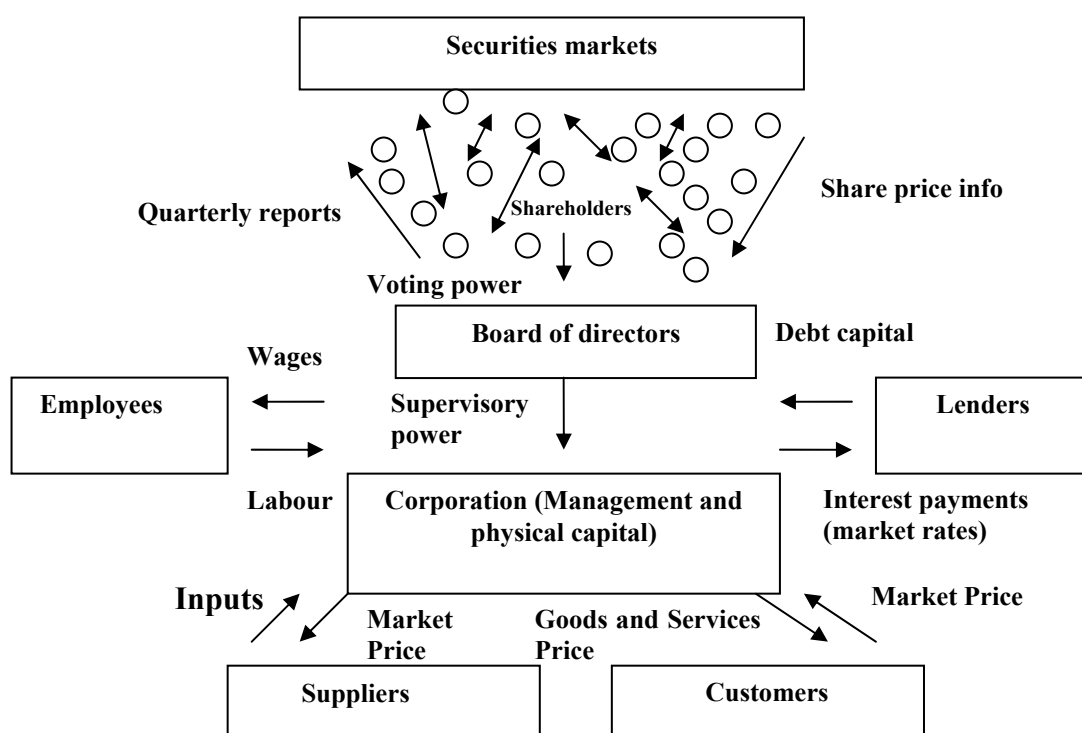 Securities markets
Share price info
Quarterly reports
Shareholders
Voting power
Board of directors
Debt capital
Wages
Employees
Supervisory
power
Lenders
Labour
Corporation (Management and
physical capital)
Interest payments
(market rates)
Inputs
Market
Price
Goods and Services
Price
Market Price
Suppliers
Customers